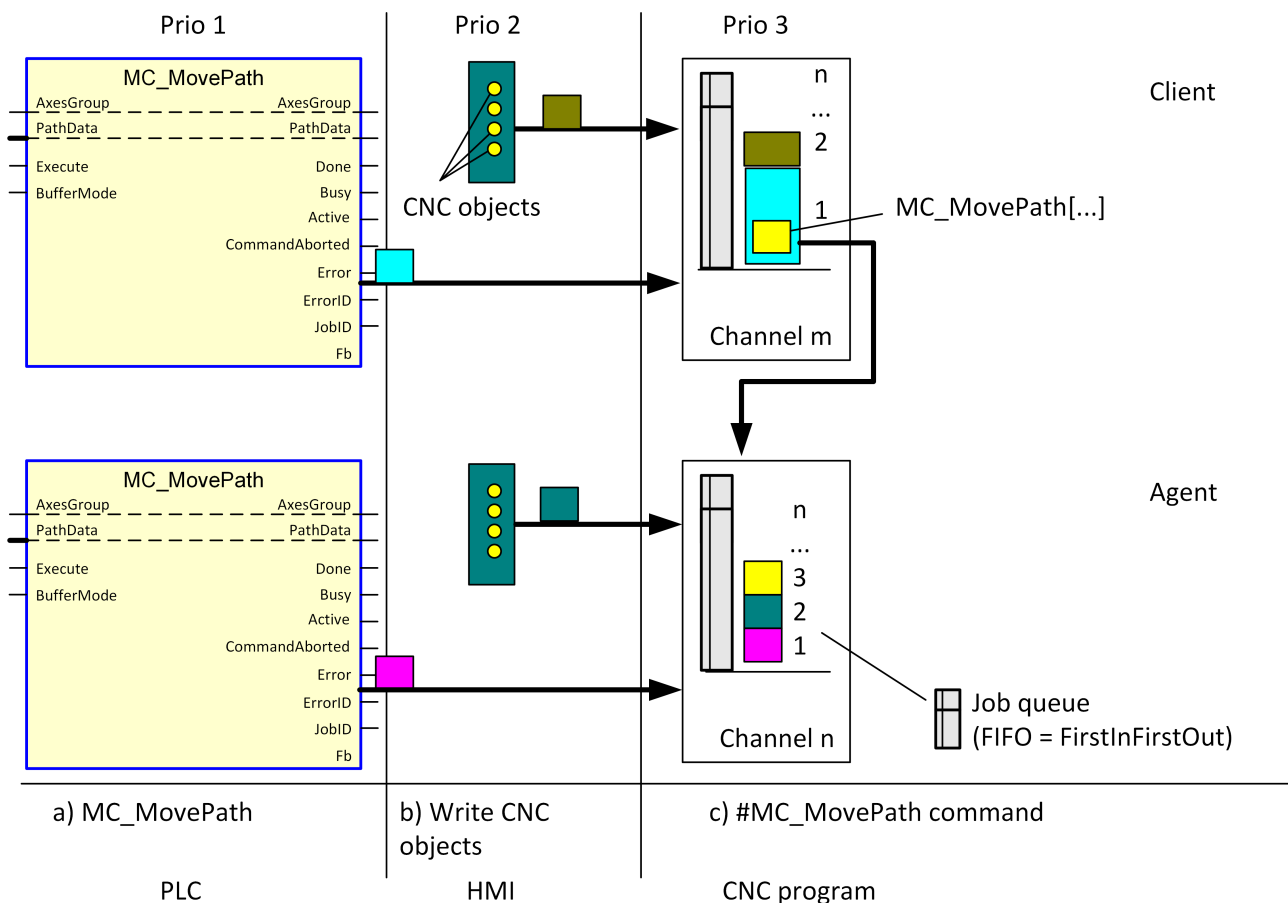 Prio 1
Prio 2
Prio 3
MC_MovePath
AxesGroup
AxesGroup
PathData
PathData
Execute
Done
BufferMode
Busy
Active
CommandAborted
Error
ErrorID
JobID
Fb
CNC objects
n
...
2
1
Channel m
MC_MovePath[...]
Client
MC_MovePath
AxesGroup
AxesGroup
PathData
PathData
Execute
Done
BufferMode
Busy
Active
CommandAborted
Error
ErrorID
JobID
Fb
n
...
3
2
1
Channel n
Agent
Job queue
(FIFO = FirstInFirstOut)
a) MC_MovePath
b) Write CNC
objects
c) #MC_MovePath command
PLC
HMI
CNC program